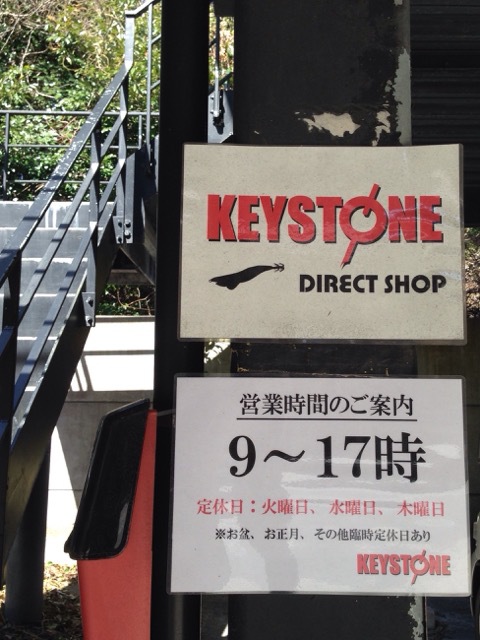 KEYSTONE
DIRECT SHOP
営業時間のご案内
9～17時
定休日：火曜日、水曜日、木曜日
※お盆、お正月、その他臨時定休日あり
KEYSTONE